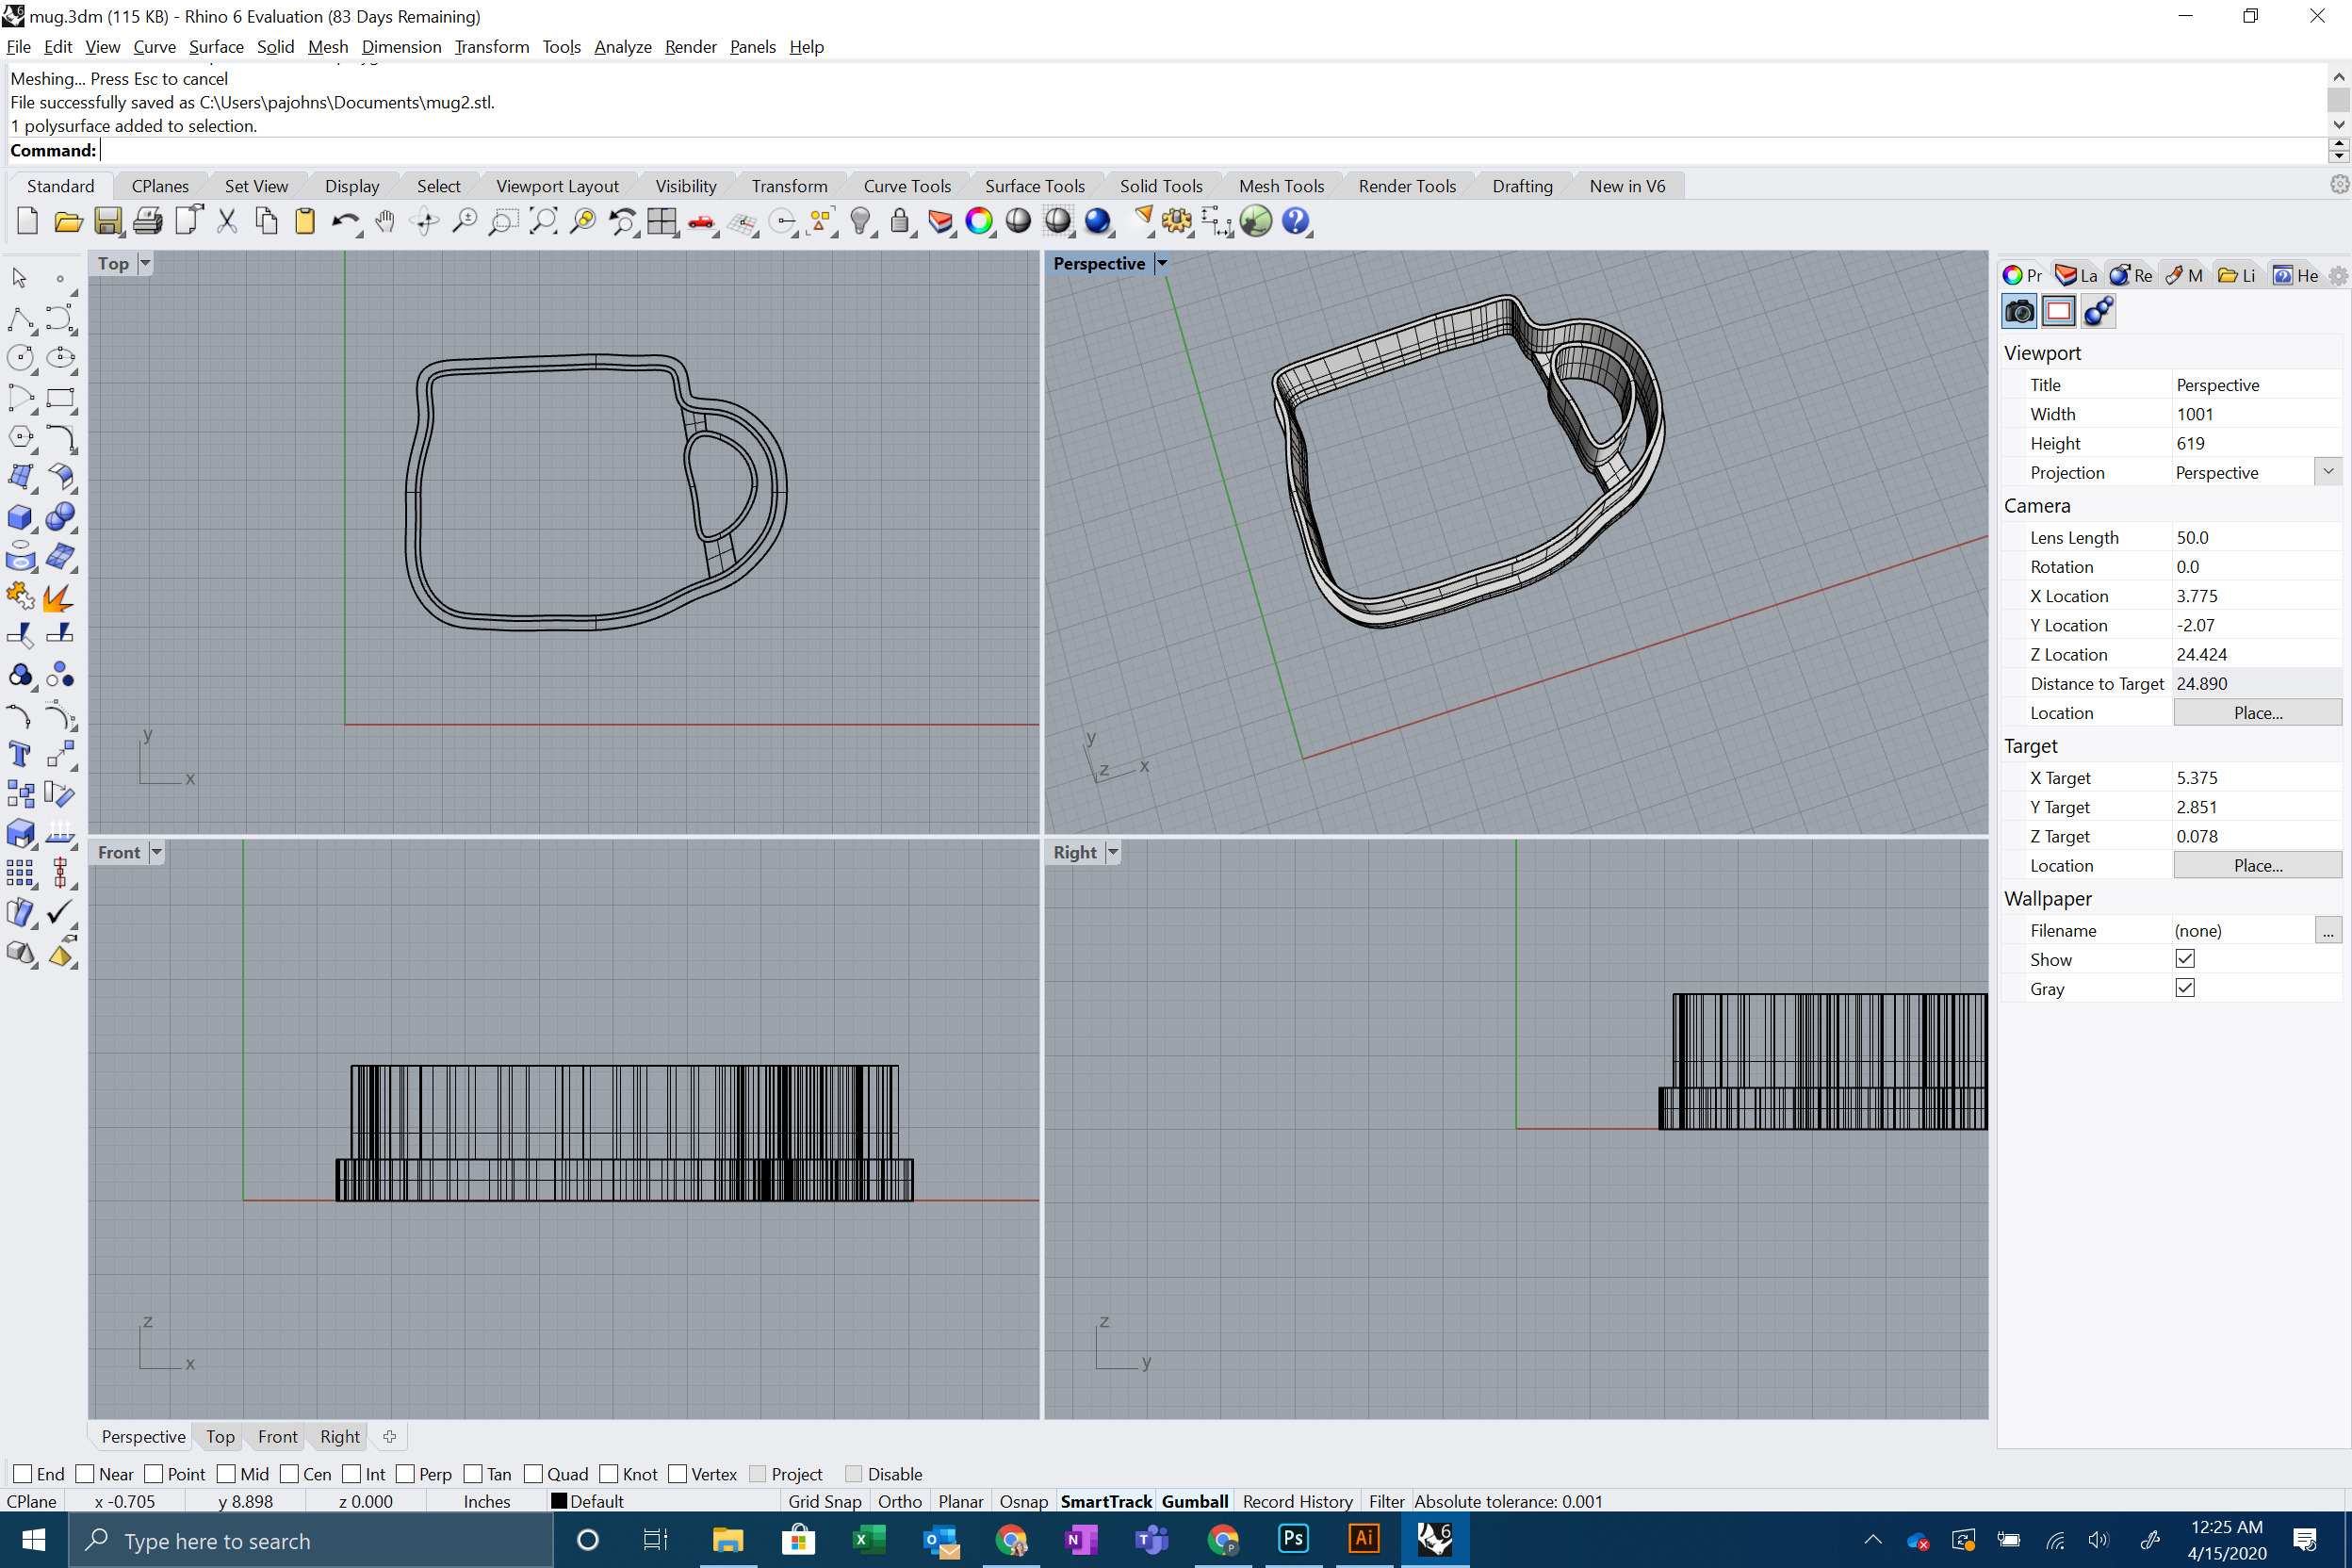 mug.3dm (115 KB) - Rhino 6 Evaluation (83 Days Remaining)
File Edit View Curve Surface Solid Mesh Dimension Transform Tools Analyze Render Panels Help
Meshing... Press Esc to cancel
File successfully saved as C:\Users\pajohns\Documents\mug2.stl.
1 polysurface added to selection.
Command:
Standard CPlanes Set View Display Select Viewport Layout Visibility Transform Curve Tools Surface Tools Solid Tools Mesh Tools Render Tools Drafting New in V6
Top
y
x
Perspective
y
z
x
Front
z
x
Right
z
y
Pr La Re M Li He
Viewport
Title Perspective
Width 1001
Height 619
Projection Perspective
Camera
Lens Length 50.0
Rotation 0.0
X Location 3.775
Y Location -2.07
Z Location 24.424
Distance to Target 24.890
Location Place...
Target
X Target 5.375
Y Target 2.851
Z Target 0.078
Location Place...
Wallpaper
Filename (none) ...
Show
Gray
Perspective Top Front Right
End Near Point Mid Cen Int Perp Tan Quad Knot Vertex Project Disable
CPlane x -0.705 y 8.898 z 0.000 Inches Default Grid Snap Ortho Planar Osnap SmartTrack Gumball Record History Filter Absolute tolerance: 0.001
Type here to search
Ps Ai 6
12:25 AM
4/15/2020